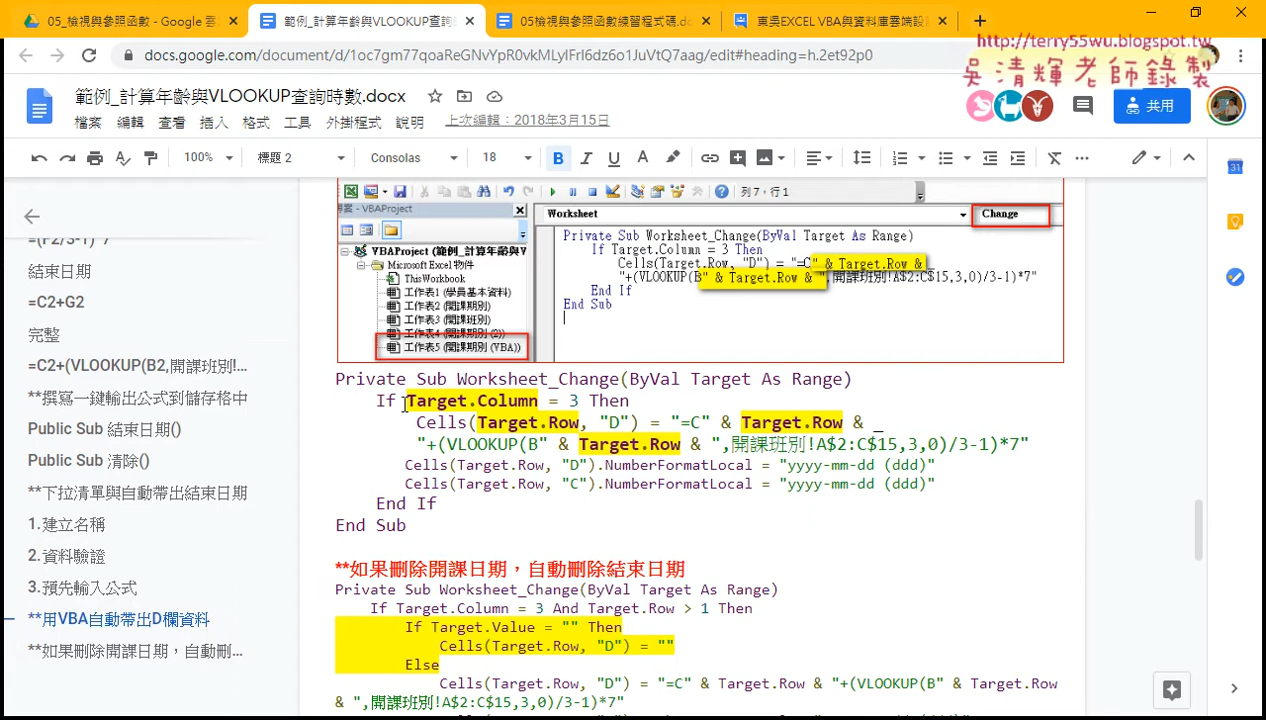 05_檢視與參照函數 - Google 雲
範例_計算年齡與VLOOKUP查詢
05檢視與參照函數練習程式碼.dc
東吳EXCEL VBA與資料庫雲端設
docs.google.com/document/d/1oc7gm77qoaReGNvYpR0vkMLylFrI6dz6o1JuVtQ7aag/edit#heading=h.2et92p0
http://terry55wu.blogspot.tw
吳清輝老師錄製
範例_計算年齡與VLOOKUP查詢時數.docx
共用
檔案 編輯 查看 插入 格式 工具 外掛程式 說明 上次編輯：2018年3月15日
100% 標題 2 Consolas 18 B I U A
=(F2/3-1)*7
結束日期
=C2+G2
完整
=C2+(VLOOKUP(B2,開課班別!...
**撰寫一鍵輸出公式到儲存格中
Public Sub 結束日期()
Public Sub 清除()
**下拉清單與自動帶出結束日期
1.建立名稱
2.資料驗證
3.預先輸入公式
**用VBA自動帶出D欄資料
**如果刪除開課日期，自動刪...
列 7，行 1
專案 - VBAProject
VBAProject (範例_計算年齡與V
Microsoft Excel 物件
ThisWorkbook
工作表1 (學員基本資料)
工作表2 (開課期別)
工作表3 (開課班別)
工作表4 (開課期別 (2))
工作表5 (開課期別 (VBA))
Worksheet
Change
Private Sub Worksheet_Change(ByVal Target As Range)
If Target.Column = 3 Then
Cells(Target.Row, "D") = "=C" & Target.Row & _
"+(VLOOKUP(B" & Target.Row & ",開課班別!A$2:C$15,3,0)/3-1)*7"
End If
End Sub
Private Sub Worksheet_Change(ByVal Target As Range)
If Target.Column = 3 Then
Cells(Target.Row, "D") = "=C" & Target.Row & _
"+(VLOOKUP(B" & Target.Row & ",開課班別!A$2:C$15,3,0)/3-1)*7"
Cells(Target.Row, "D").NumberFormatLocal = "yyyy-mm-dd (ddd)"
Cells(Target.Row, "C").NumberFormatLocal = "yyyy-mm-dd (ddd)"
End If
End Sub
**如果刪除開課日期，自動刪除結束日期
Private Sub Worksheet_Change(ByVal Target As Range)
If Target.Column = 3 And Target.Row > 1 Then
If Target.Value = "" Then
Cells(Target.Row, "D") = ""
Else
Cells(Target.Row, "D") = "=C" & Target.Row & "+(VLOOKUP(B" & Target.Row
& ",開課班別!A$2:C$15,3,0)/3-1)*7"